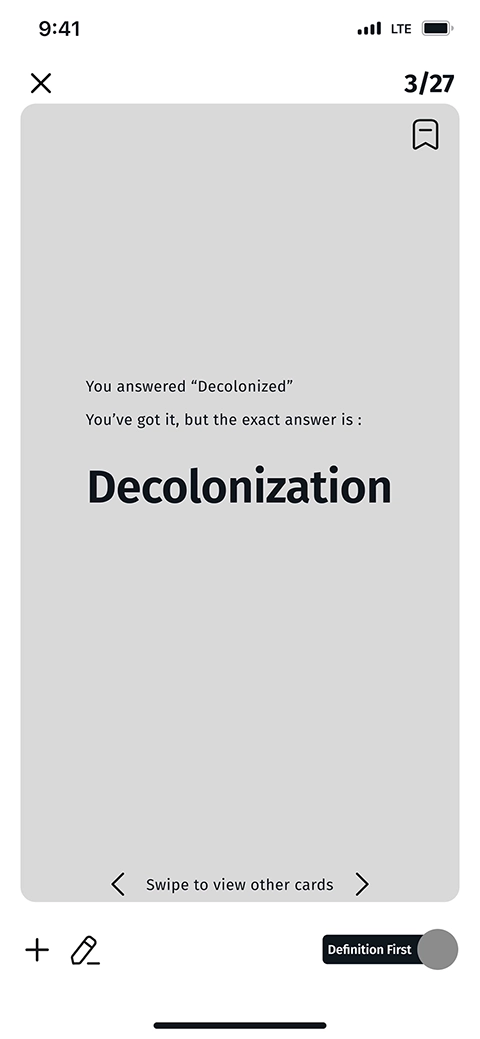 9:41
LTE
3/27
You answered “Decolonized”
You’ve got it, but the exact answer is :
Decolonization
Swipe to view other cards
Definition First